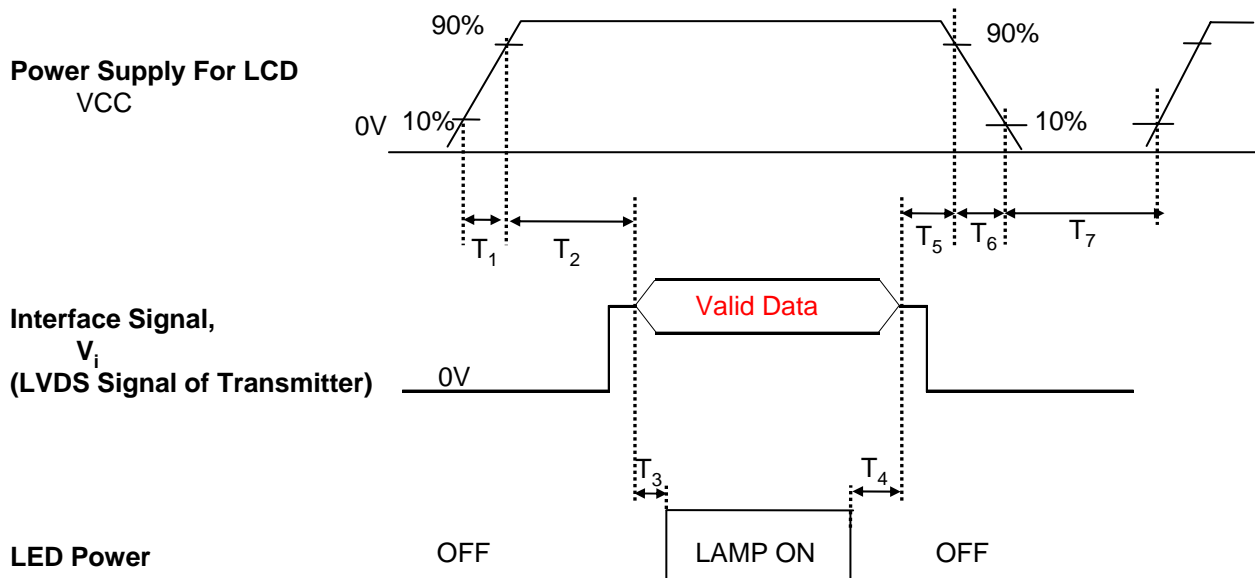 90%
90%
Power Supply For LCD
VCC
0V
10%
10%
T1
T2
T5
T6
T7
Valid Data
Interface Signal,
Vi
(LVDS Signal of Transmitter)
0V
T3
T4
LED Power
OFF
LAMP ON
OFF